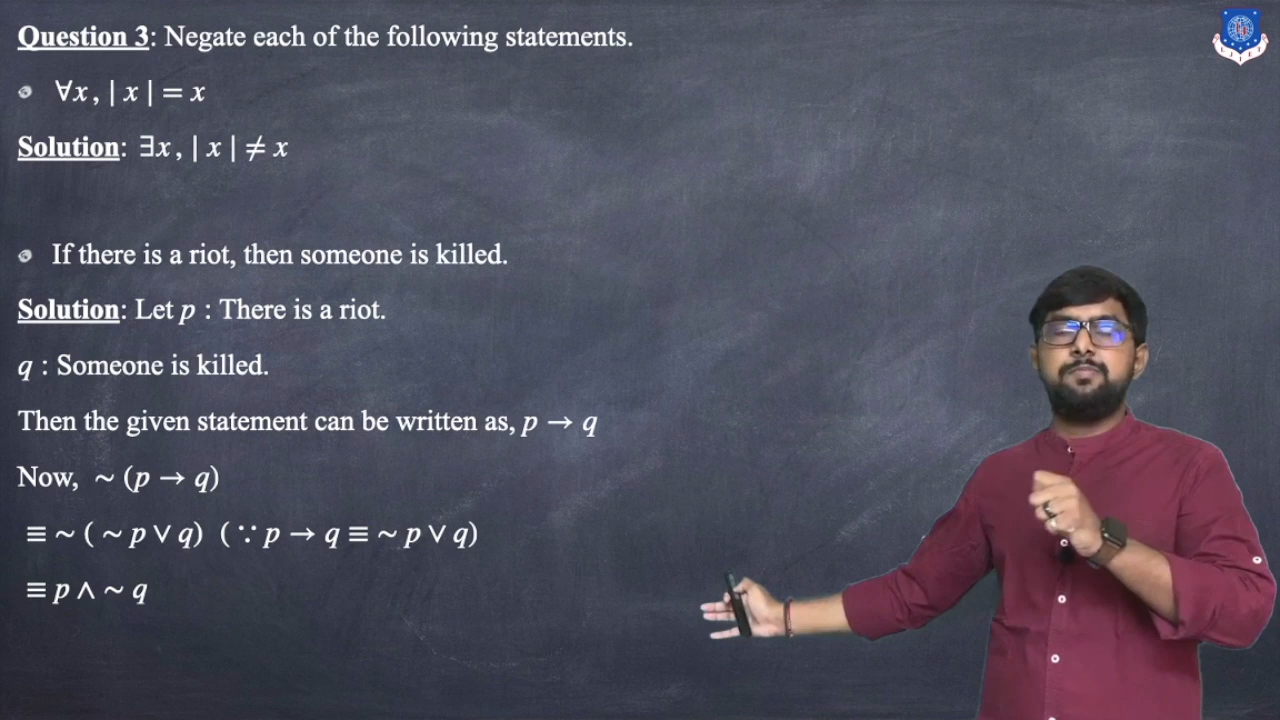 Question 3: Negate each of the following statements.
∀x, | x | = x
Solution: ∃x, | x | ≠ x
If there is a riot, then someone is killed.
Solution: Let p : There is a riot.
q : Someone is killed.
Then the given statement can be written as, p → q
Now, ~ (p → q)
≡ ~ ( ~ p ∨ q) ( ∵ p → q ≡ ~ p ∨ q)
≡ p ∧ ~ q